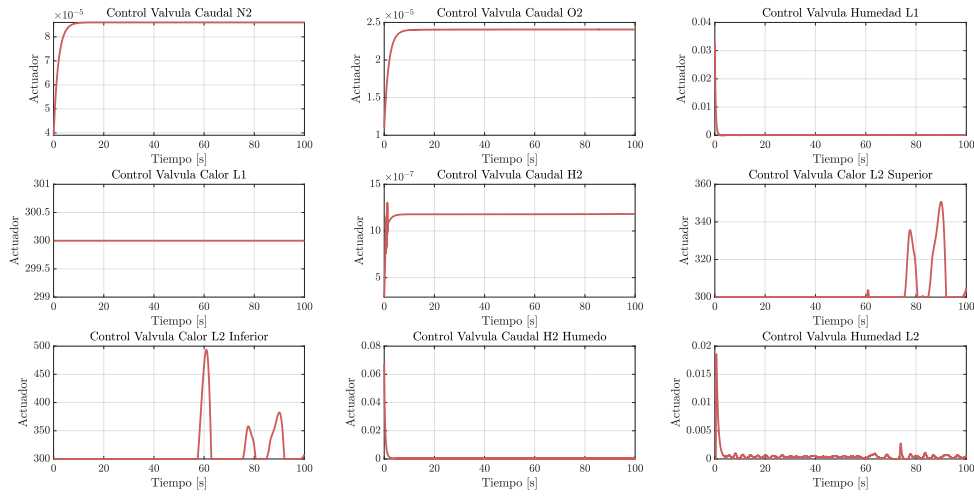 Control Valvula Caudal N2
×10⁻⁵
8
7
6
5
4
Actuador
0 20 40 60 80 100
Tiempo [s]
Control Valvula Caudal O2
×10⁻⁵
2.5
2
1.5
1
Actuador
0 20 40 60 80 100
Tiempo [s]
Control Valvula Humedad L1
0.04
0.03
0.02
0.01
0
Actuador
0 20 40 60 80 100
Tiempo [s]
Control Valvula Calor L1
301
300.5
300
299.5
299
Actuador
0 20 40 60 80 100
Tiempo [s]
Control Valvula Caudal H2
×10⁻⁷
15
10
5
Actuador
0 20 40 60 80 100
Tiempo [s]
Control Valvula Calor L2 Superior
360
340
320
300
Actuador
0 20 40 60 80 100
Tiempo [s]
Control Valvula Calor L2 Inferior
500
450
400
350
300
Actuador
0 20 40 60 80 100
Tiempo [s]
Control Valvula Caudal H2 Humedo
0.08
0.06
0.04
0.02
0
Actuador
0 20 40 60 80 100
Tiempo [s]
Control Valvula Humedad L2
0.02
0.015
0.01
0.005
0
Actuador
0 20 40 60 80 100
Tiempo [s]